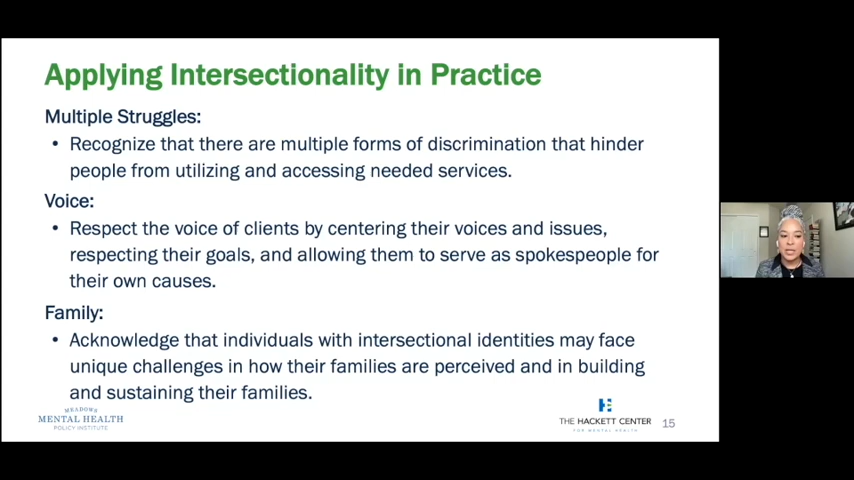 Applying Intersectionality in Practice
Multiple Struggles:
• Recognize that there are multiple forms of discrimination that hinder
people from utilizing and accessing needed services.
Voice:
• Respect the voice of clients by centering their voices and issues,
respecting their goals, and allowing them to serve as spokespeople for
their own causes.
Family:
• Acknowledge that individuals with intersectional identities may face
unique challenges in how their families are perceived and in building
and sustaining their families.
MEADOWS
MENTAL HEALTH
POLICY INSTITUTE
THE HACKETT CENTER
FOR MENTAL HEALTH
15